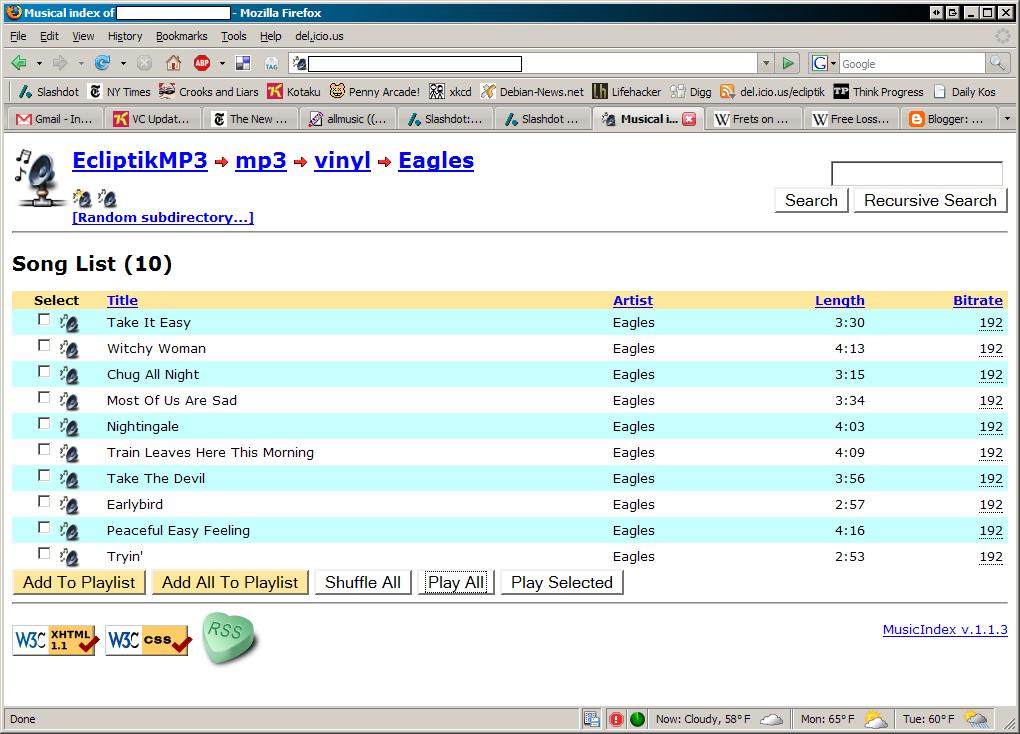 Musical index of - Mozilla Firefox
File Edit View History Bookmarks Tools Help del.icio.us
ABP TAG G Google
Slashdot NY Times Crooks and Liars Kotaku Penny Arcade! xkcd Debian-News.net Lifehacker Digg del.icio.us/ecliptik TP Think Progress Daily Kos
Gmail - In... VC Updat... The New ... allmusic ((... Slashdot:... Slashdot ... Musical i... W Frets on ... W Free Loss... Blogger: ...
EcliptikMP3 mp3 vinyl Eagles
[Random subdirectory...]
Search Recursive Search
Song List (10)
Select Title Artist Length Bitrate
Take It Easy Eagles 3:30 192
Witchy Woman Eagles 4:13 192
Chug All Night Eagles 3:15 192
Most Of Us Are Sad Eagles 3:34 192
Nightingale Eagles 4:03 192
Train Leaves Here This Morning Eagles 4:09 192
Take The Devil Eagles 3:56 192
Earlybird Eagles 2:57 192
Peaceful Easy Feeling Eagles 4:16 192
Tryin' Eagles 2:53 192
Add To Playlist Add All To Playlist Shuffle All Play All Play Selected
W3C XHTML 1.1 W3C css RSS
MusicIndex v.1.1.3
Done Now: Cloudy, 58° F Mon: 65° F Tue: 60° F